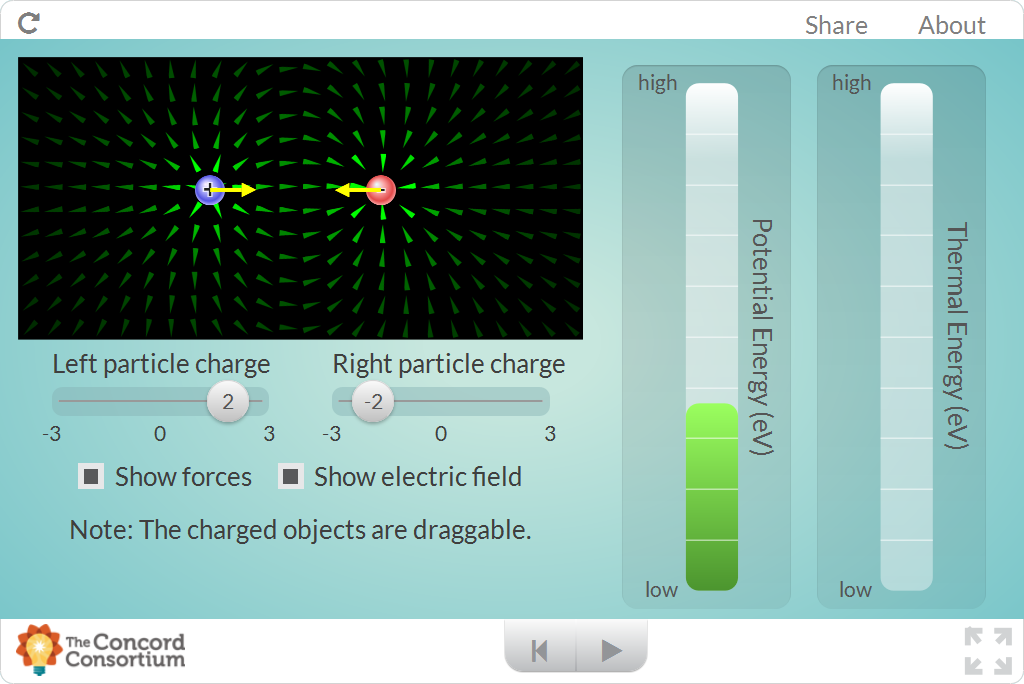 Share About
high
high
+
-
Potential Energy (eV)
Thermal Energy (eV)
Left particle charge
Right particle charge
2
-2
-3 0 3
-3 0 3
Show forces
Show electric field
Note: The charged objects are draggable.
low
low
The Concord
Consortium